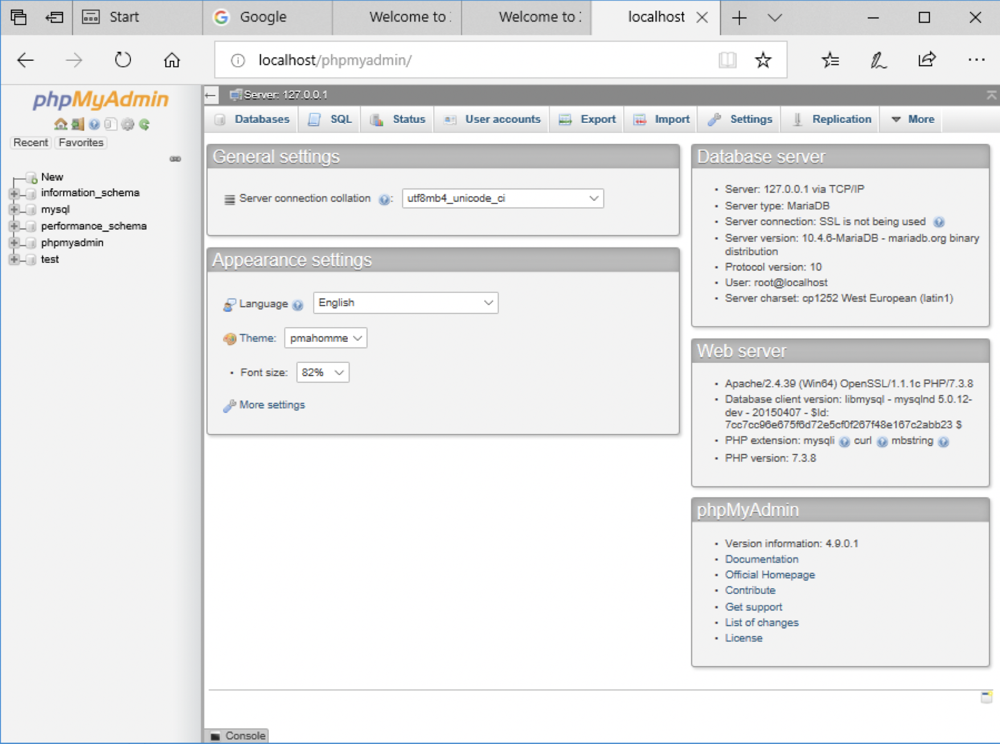 Start
Google
Welcome to
Welcome to
localhost
localhost/phpmyadmin/
phpMyAdmin
Recent
Favorites
New
information_schema
mysql
performance_schema
phpmyadmin
test
Server: 127.0.0.1
Databases
SQL
Status
User accounts
Export
Import
Settings
Replication
More
General settings
Server connection collation :
utf8mb4_unicode_ci
Appearance settings
Language
English
Theme:
pmahomme
Font size:
82%
More settings
Database server
Server: 127.0.0.1 via TCP/IP
Server type: MariaDB
Server connection: SSL is not being used
Server version: 10.4.6-MariaDB - mariadb.org binary
distribution
Protocol version: 10
User: root@localhost
Server charset: cp1252 West European (latin1)
Web server
Apache/2.4.39 (Win64) OpenSSL/1.1.1c PHP/7.3.8
Database client version: libmysql - mysqlnd 5.0.12-
dev - 20150407 - $Id:
7cc7cc96e675f6d72e5cf0f267f48e167c2abb23 $
PHP extension: mysqli curl mbstring
PHP version: 7.3.8
phpMyAdmin
Version information: 4.9.0.1
Documentation
Official Homepage
Contribute
Get support
List of changes
License
Console